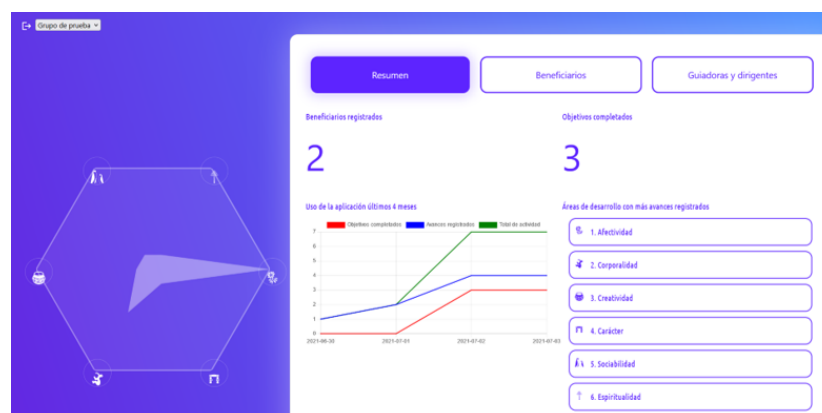 Grupo de prueba
Resumen
Beneficiarios
Guiadoras y dirigentes
Beneficiarios registrados
2
Objetivos completados
3
Uso de la aplicación últimos 4 meses
Objetivos completados Avances registrados Total de actividad
7
6
5
4
3
2
1
0
2021-06-30 2021-07-01 2021-07-02 2021-07-03
Áreas de desarrollo con más avances registrados
1. Afectividad
2. Corporalidad
3. Creatividad
4. Carácter
5. Sociabilidad
6. Espiritualidad